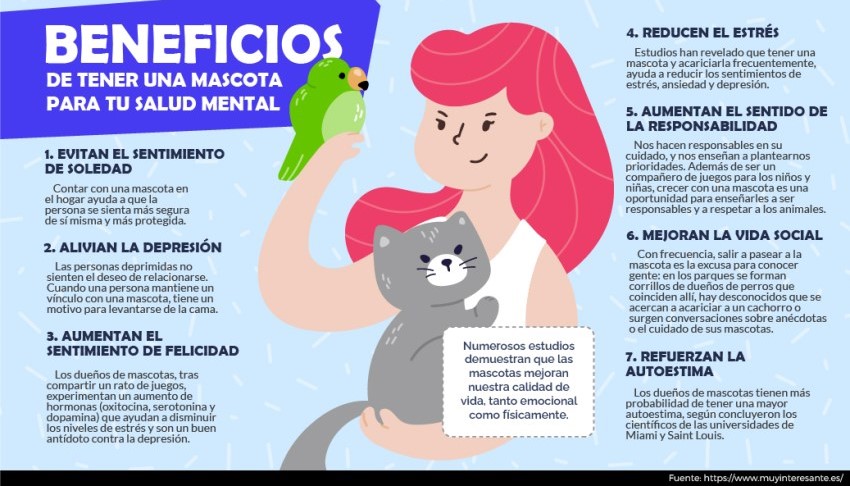 BENEFICIOS
DE TENER UNA MASCOTA
PARA TU SALUD MENTAL
1. EVITAN EL SENTIMIENTO
DE SOLEDAD
Contar con una mascota en
el hogar ayuda a que la
persona se sienta más segura
de sí misma y más protegida.
2. ALIVIAN LA DEPRESIÓN
Las personas deprimidas no
sienten el deseo de relacionarse.
Cuando una persona mantiene un
vínculo con una mascota, tiene un
motivo para levantarse de la cama.
3. AUMENTAN EL
SENTIMIENTO DE FELICIDAD
Los dueños de mascotas, tras
compartir un rato de juegos,
experimentan un aumento de
hormonas (oxitocina, serotonina y
dopamina) que ayudan a disminuir
los niveles de estrés y son un buen
antídoto contra la depresión.
Numerosos estudios
demuestran que las
mascotas mejoran
nuestra calidad de
vida, tanto emocional
como físicamente.
4. REDUCEN EL ESTRÉS
Estudios han revelado que tener una
mascota y acariciarla frecuentemente,
ayuda a reducir los sentimientos de
estrés, ansiedad y depresión.
5. AUMENTAN EL SENTIDO DE
LA RESPONSABILIDAD
Nos hacen responsables en su
cuidado, y nos enseñan a plantearnos
prioridades. Además de ser un
compañero de juegos para los niños y
niñas, crecer con una mascota es una
oportunidad para enseñarles a ser
responsables y a respetar a los animales.
6. MEJORAN LA VIDA SOCIAL
Con frecuencia, salir a pasear a la
mascota es la excusa para conocer
gente: en los parques se forman
corrillos de dueños de perros que
coinciden allí, hay desconocidos que se
acercan a acariciar a un cachorro o
surgen conversaciones sobre anécdotas
o el cuidado de sus mascotas.
7. REFUERZAN LA
AUTOESTIMA
Los dueños de mascotas tienen más
probabilidad de tener una mayor
autoestima, según concluyeron los
científicos de las universidades de
Miami y Saint Louis.
Fuente: https://www.muyinteresante.es/